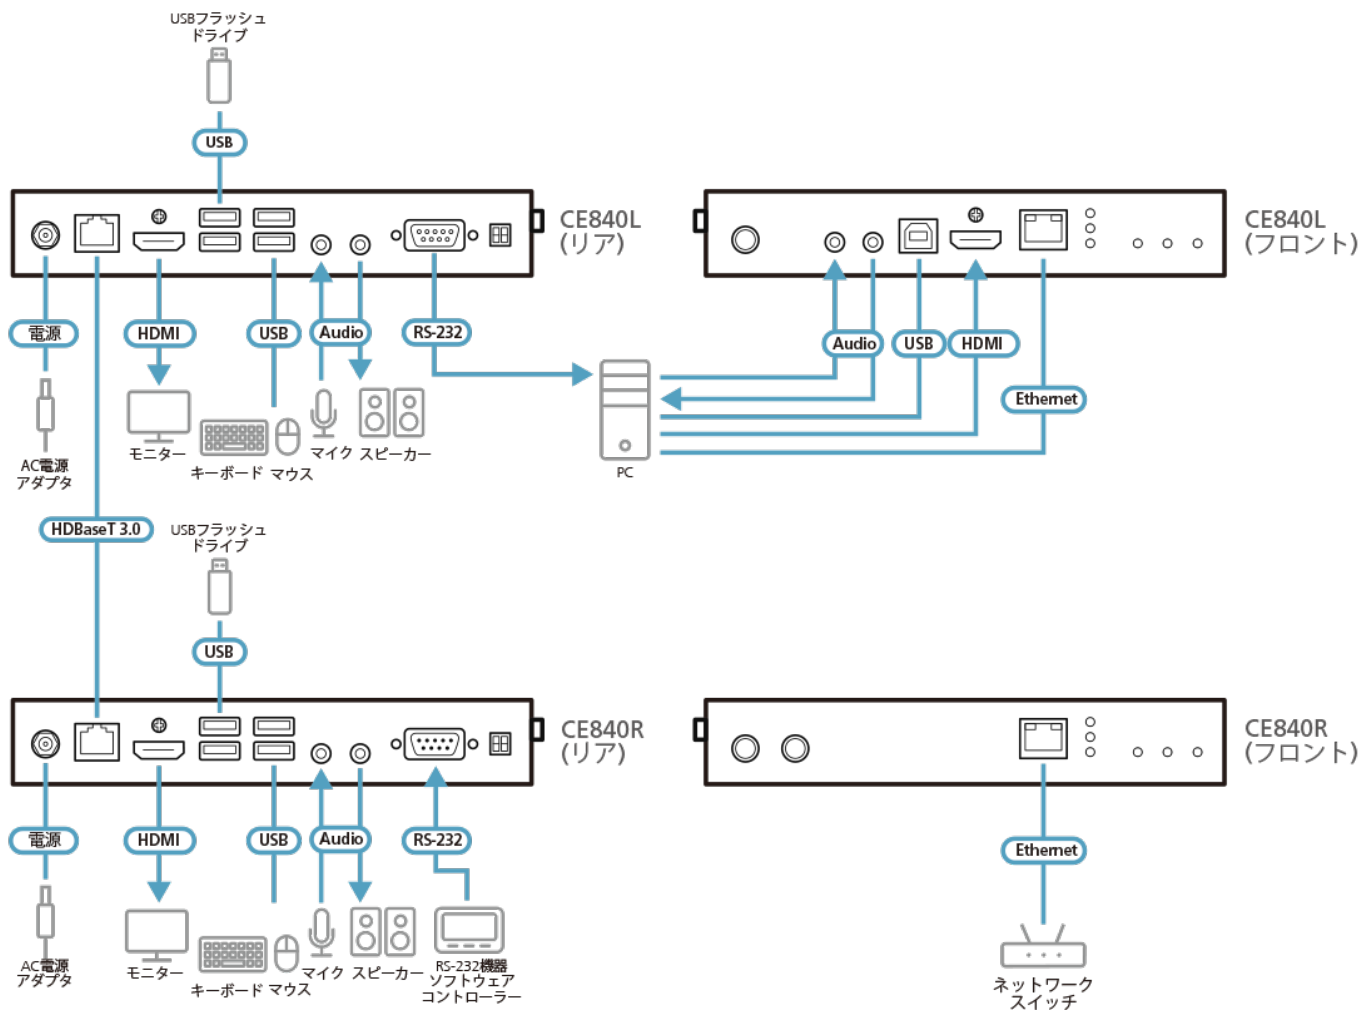 USBフラッシュ
ドライブ
USB
CE840L
(リア)
CE840L
(フロント)
電源
HDMI
USB
Audio
RS-232
Audio
USB
HDMI
Ethernet
AC電源
アダプタ
モニター
キーボード
マウス
マイク
スピーカー
PC
HDBaseT 3.0
USBフラッシュ
ドライブ
USB
CE840R
(リア)
CE840R
(フロント)
電源
HDMI
USB
Audio
RS-232
Ethernet
AC電源
アダプタ
モニター
キーボード
マウス
マイク
スピーカー
RS-232機器
ソフトウェア
コントローラー
ネットワーク
スイッチ